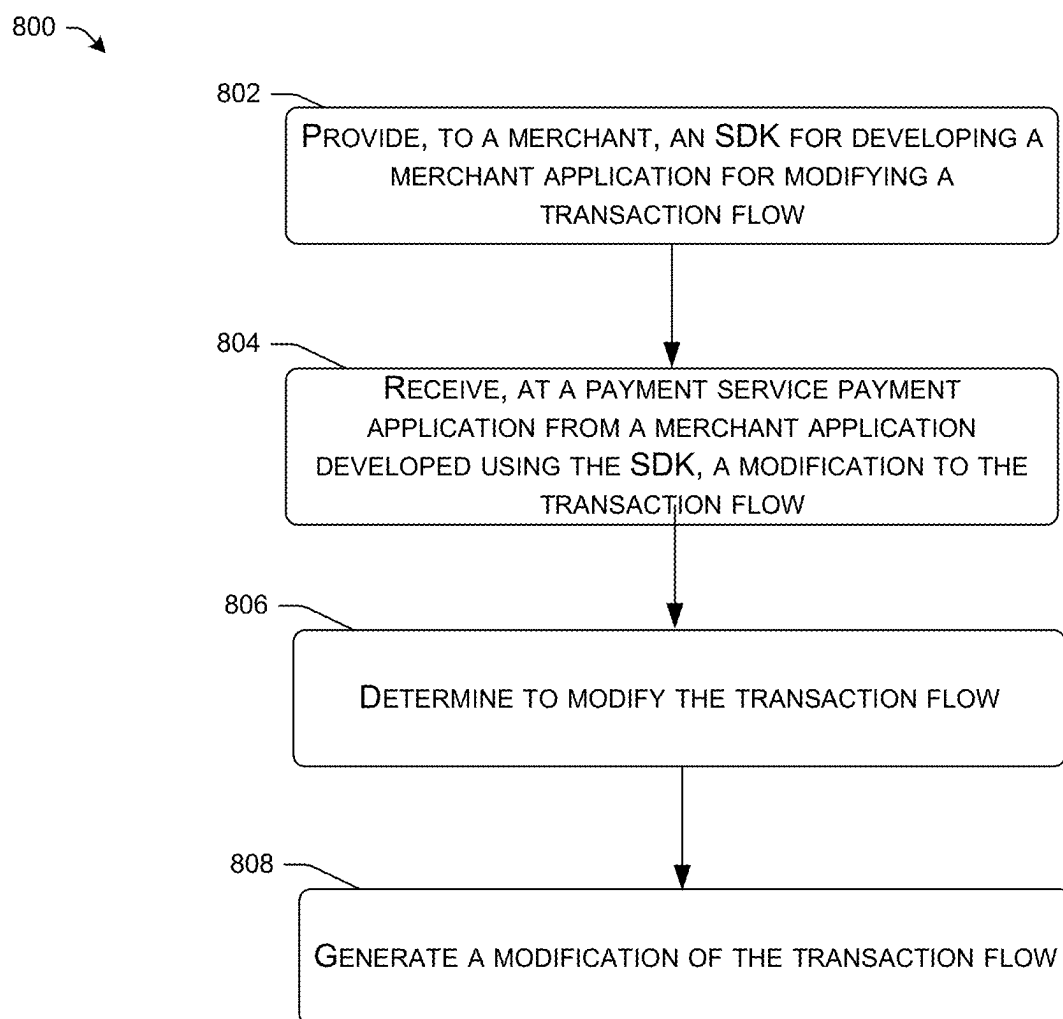 800
802
PROVIDE, TO A MERCHANT, AN SDK FOR DEVELOPING A
MERCHANT APPLICATION FOR MODIFYING A
TRANSACTION FLOW
804
RECEIVE, AT A PAYMENT SERVICE PAYMENT
APPLICATION FROM A MERCHANT APPLICATION
DEVELOPED USING THE SDK, A MODIFICATION TO THE
TRANSACTION FLOW
806
DETERMINE TO MODIFY THE TRANSACTION FLOW
808
GENERATE A MODIFICATION OF THE TRANSACTION FLOW